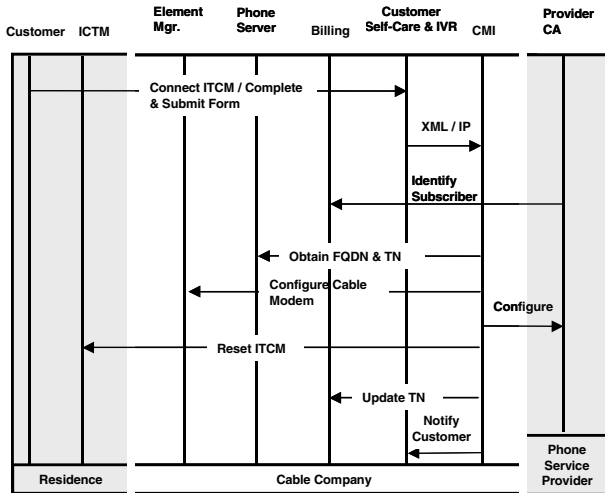 Customer
ICTM
Element
Mgr.
Phone
Server
Billing
Customer
Self-Care & IVR
CMI
Provider
CA
Connect ITCM / Complete
& Submit Form
XML / IP
Identify
Subscriber
Obtain FQDN & TN
Configure Cable
Modem
Configure
Reset ITCM
Update TN
Notify
Customer
Residence
Cable Company
Phone
Service
Provider